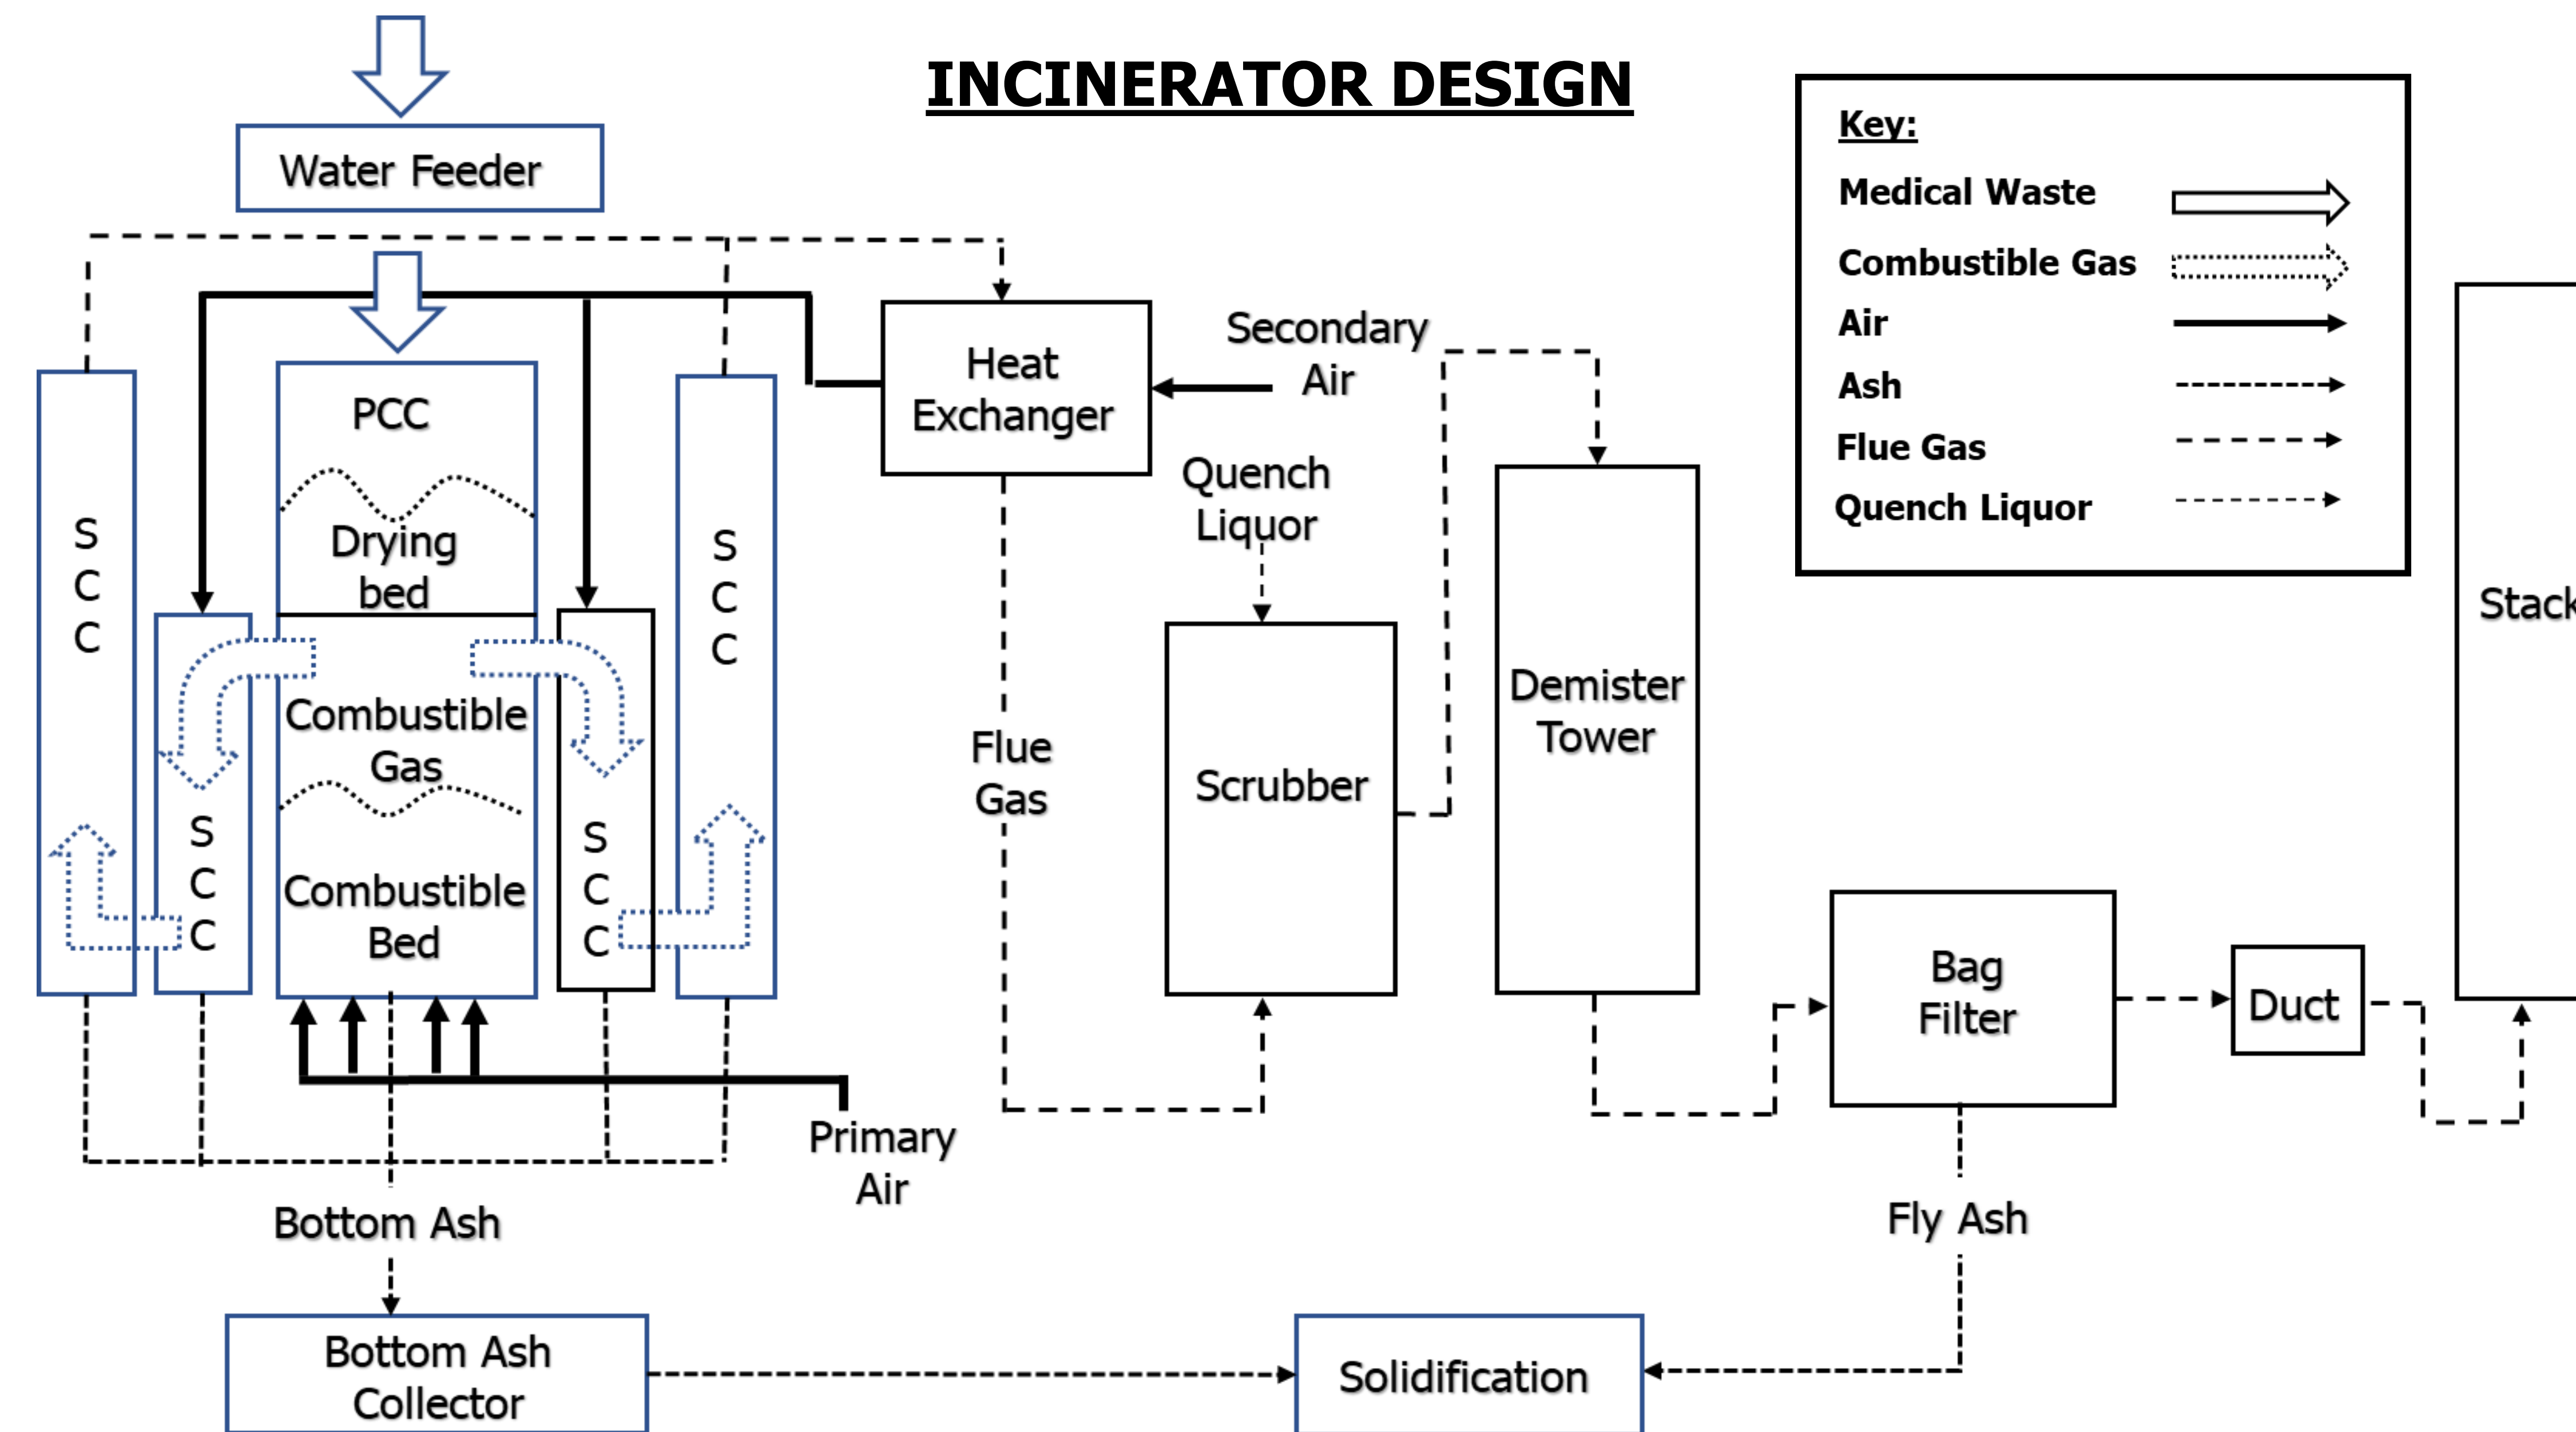 INCINERATOR DESIGN
Water Feeder
Key:
Medical Waste
Combustible Gas
Air
Ash
Flue Gas
Quench Liquor
PCC
Drying
bed
Combustible
Gas
Combustible
Bed
S
C
C
S
C
C
S
C
C
S
C
C
Heat
Exchanger
Secondary
Air
Quench
Liquor
Flue
Gas
Scrubber
Demister
Tower
Bag
Filter
Duct
Stack
Primary
Air
Bottom Ash
Fly Ash
Bottom Ash
Collector
Solidification